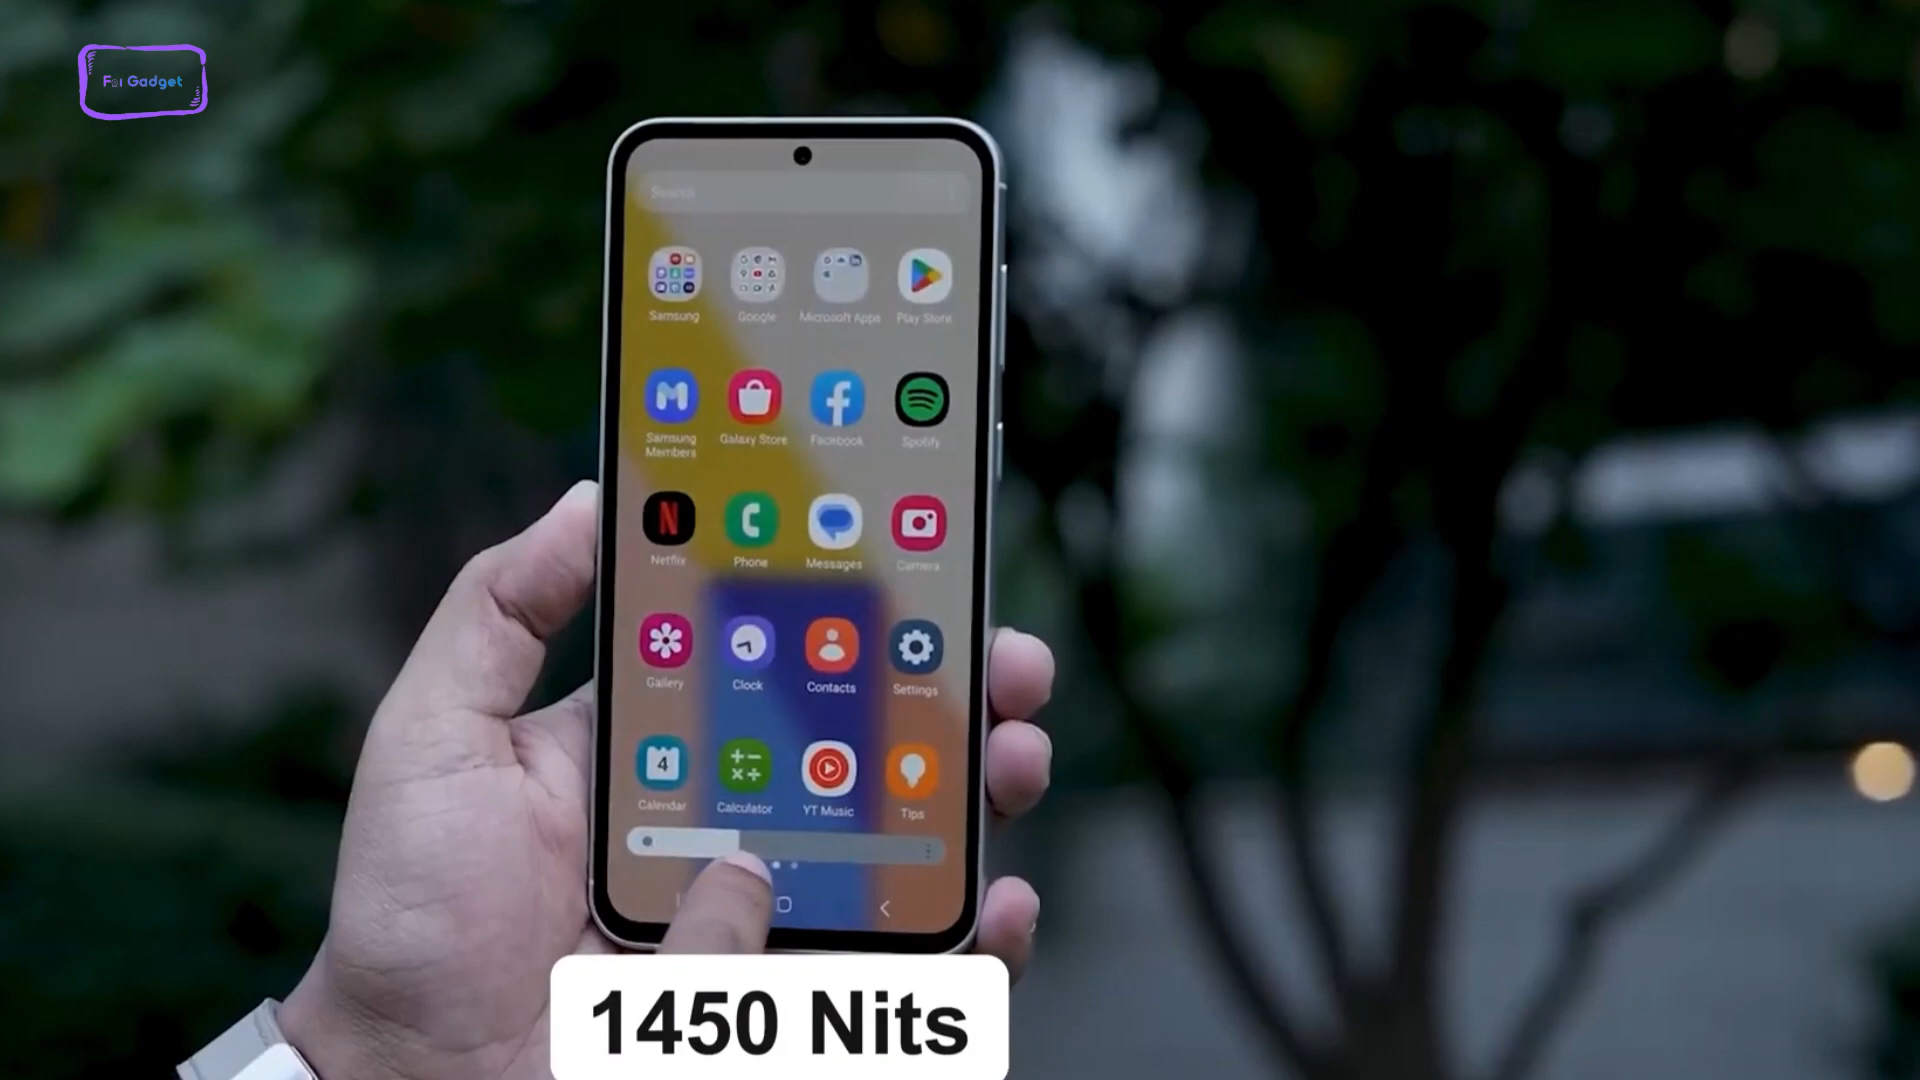 Fai Gadget
Search
Samsung
Google
Microsoft Apps
Play Store
Samsung
Members
Galaxy Store
Facebook
Spotify
Netflix
Phone
Messages
Camera
Gallery
Clock
Contacts
Settings
4
Calendar
Calculator
YT Music
Tips
1450 Nits